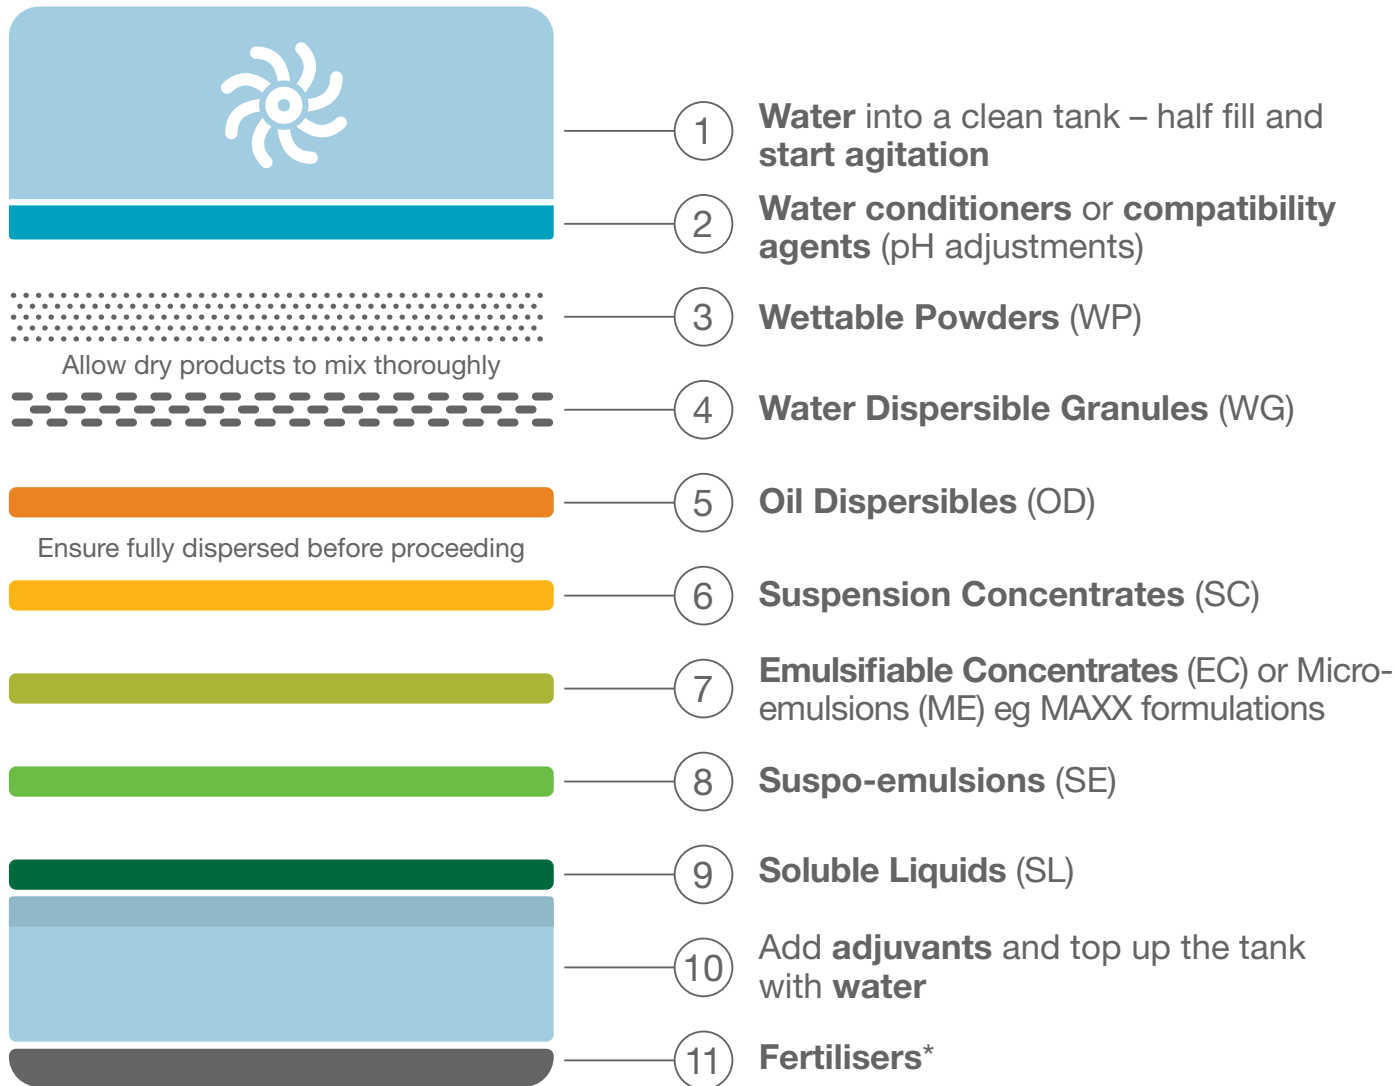 1
Water into a clean tank – half fill and
start agitation
2
Water conditioners or compatibility
agents (pH adjustments)
3
Wettable Powders (WP)
Allow dry products to mix thoroughly
4
Water Dispersible Granules (WG)
5
Oil Dispersibles (OD)
Ensure fully dispersed before proceeding
6
Suspension Concentrates (SC)
7
Emulsifiable Concentrates (EC) or Micro-
emulsions (ME) eg MAXX formulations
8
Suspo-emulsions (SE)
9
Soluble Liquids (SL)
10
Add adjuvants and top up the tank
with water
11
Fertilisers*